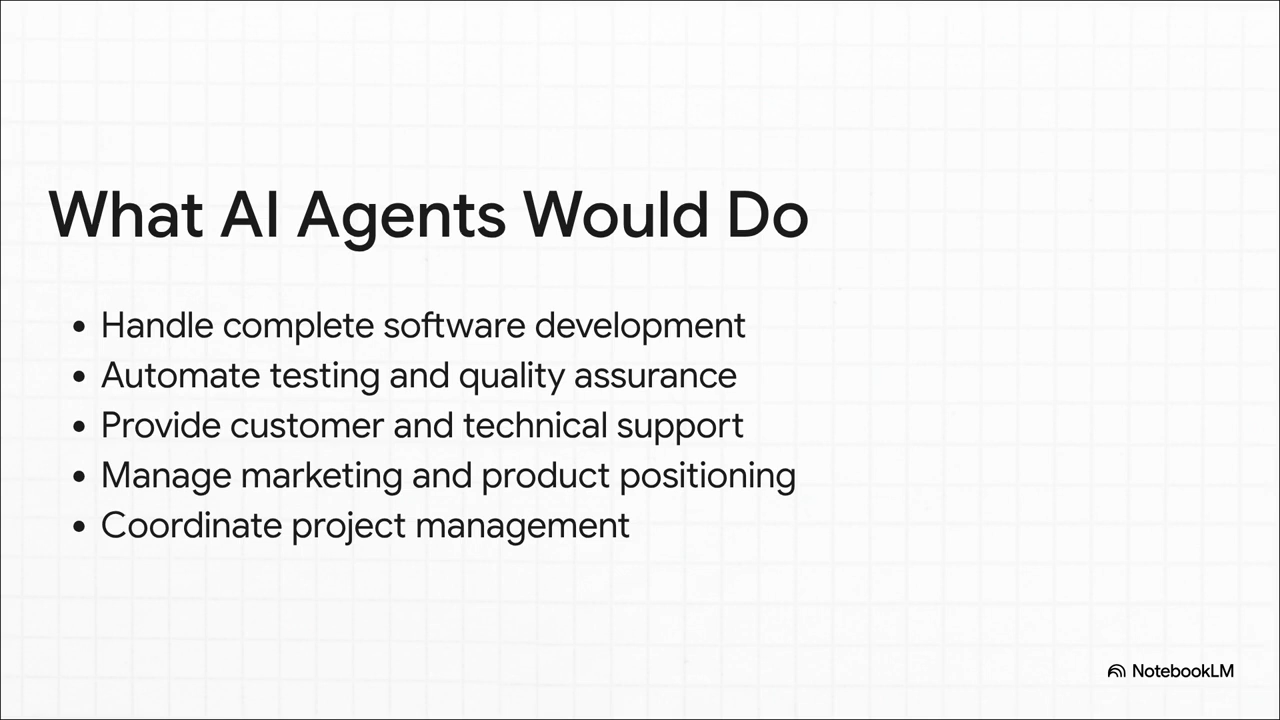 What AI Agents Would Do
• Handle complete software development
• Automate testing and quality assurance
• Provide customer and technical support
• Manage marketing and product positioning
• Coordinate project management
NotebookLM